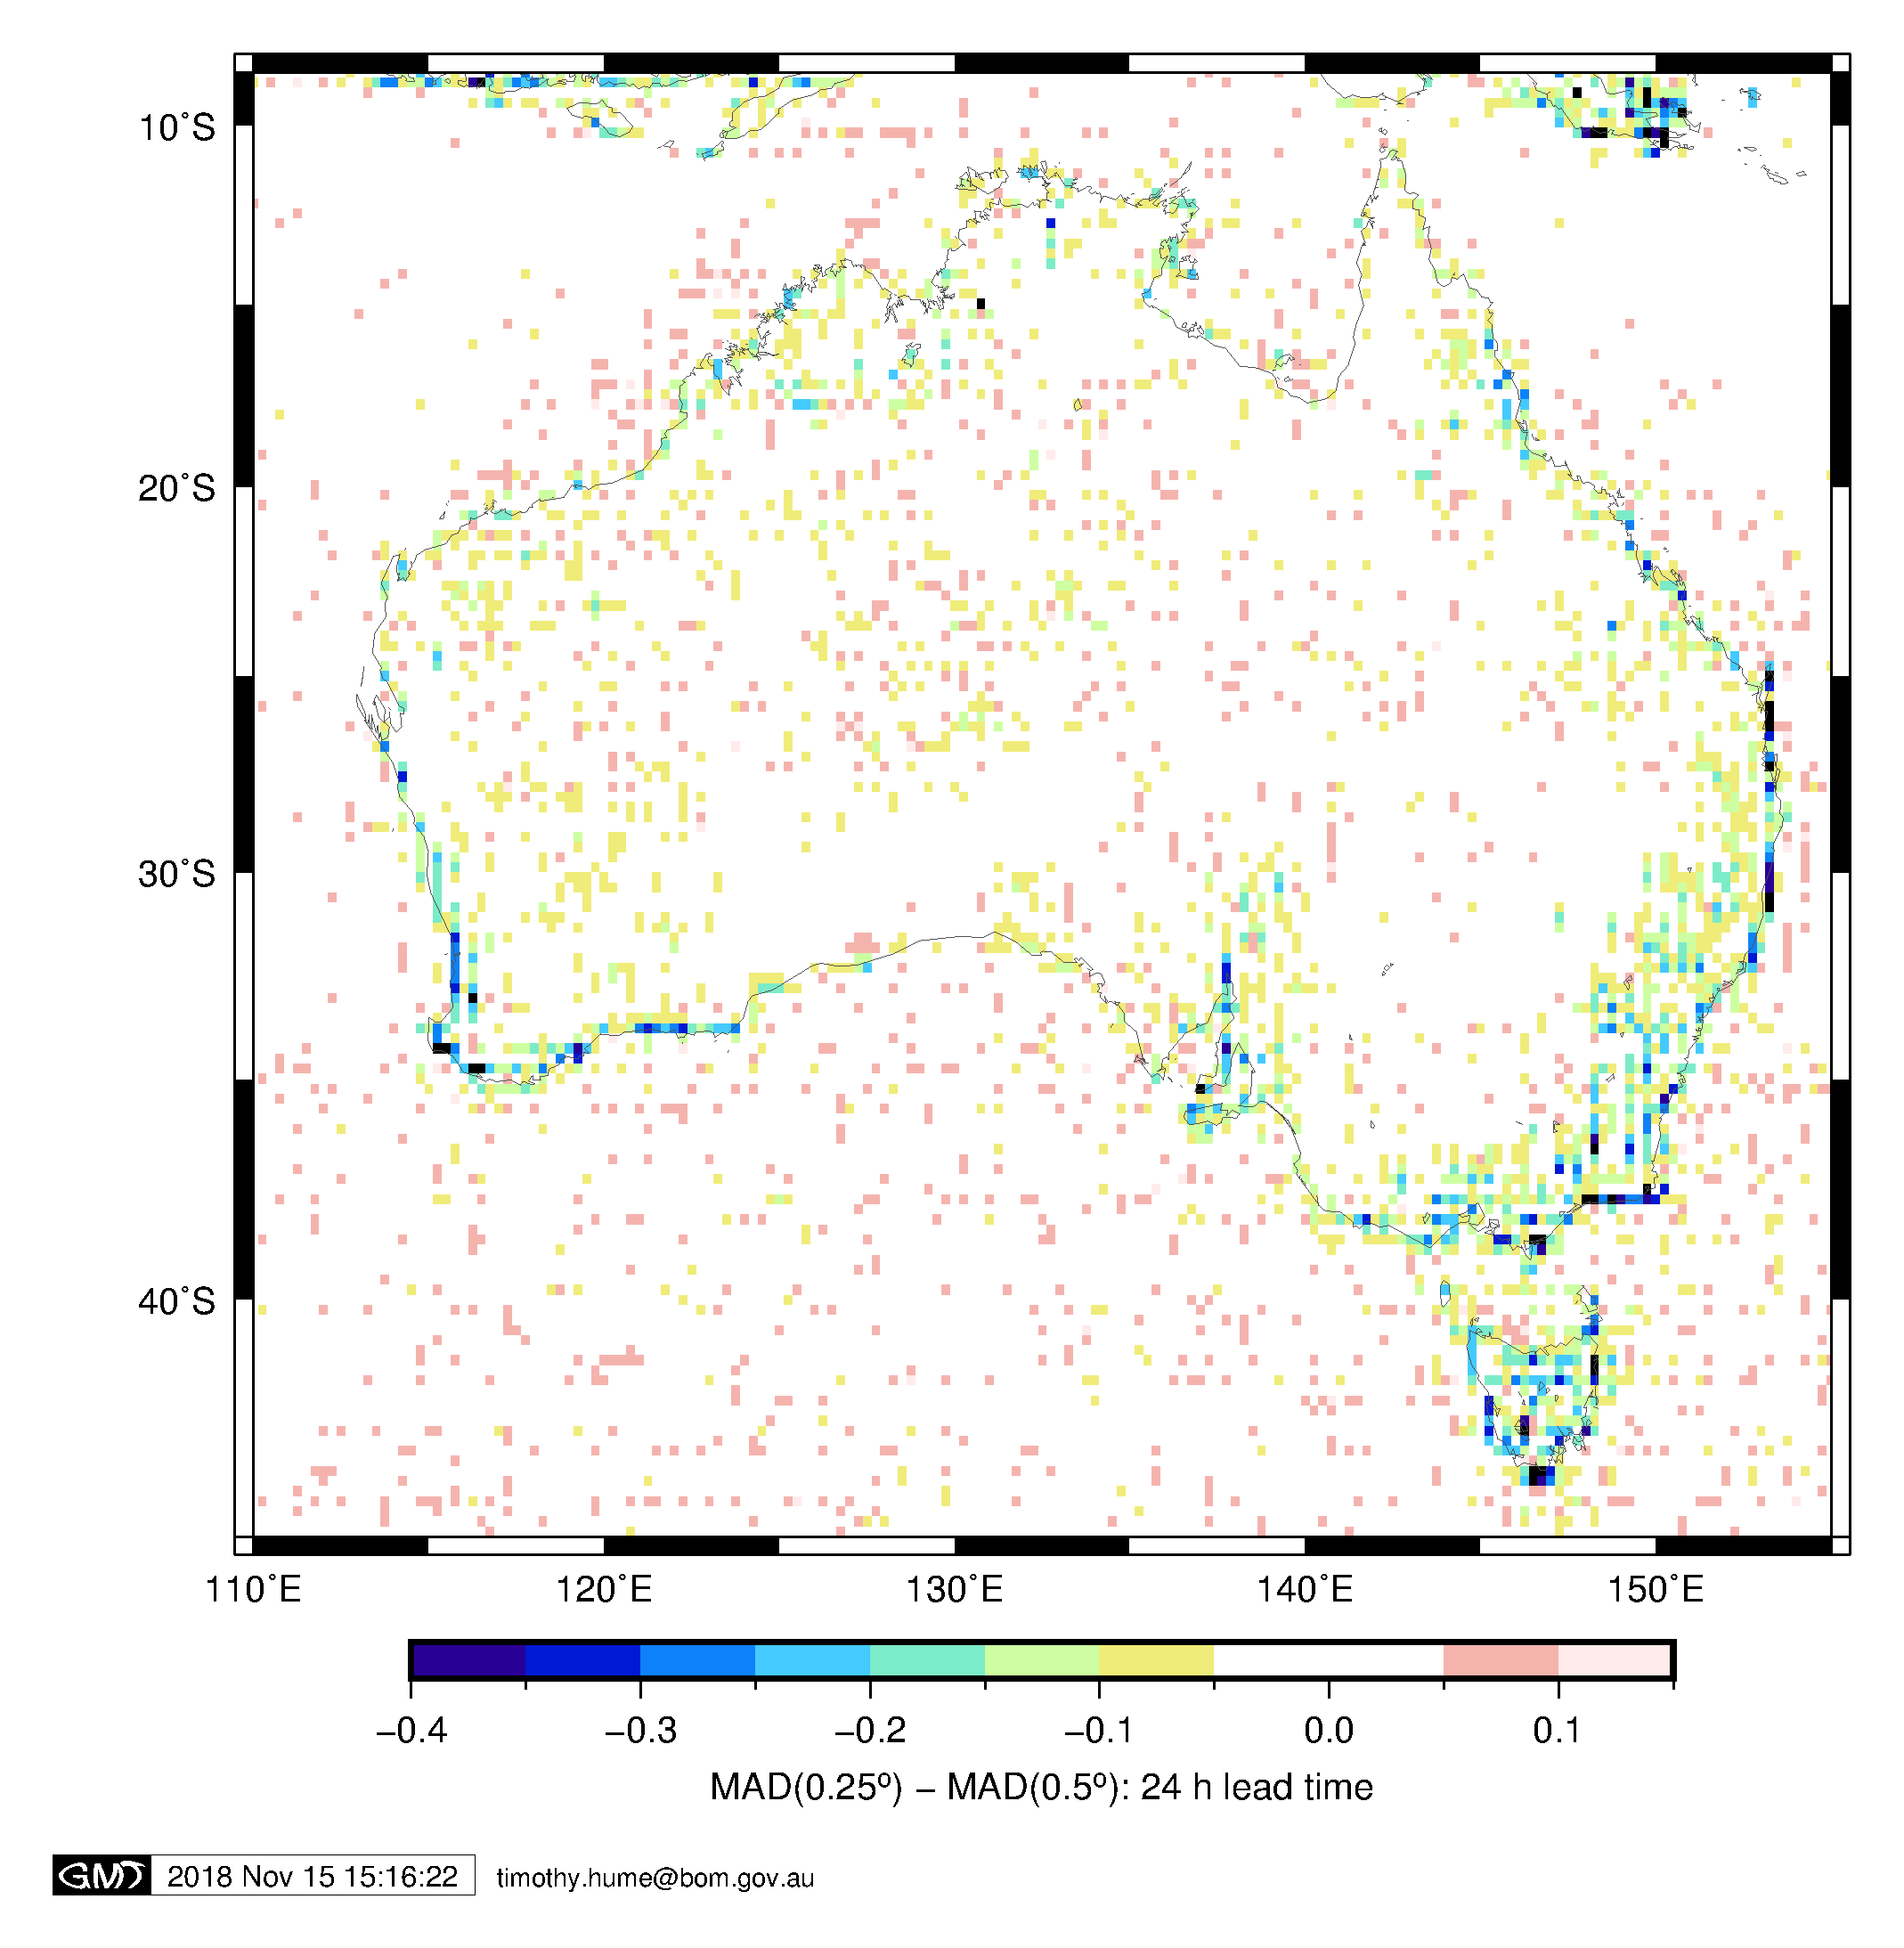 10°S
20°S
30°S
40°S
110°E 120°E 130°E 140°E 150°E
−0.4 −0.3 −0.2 −0.1 0.0 0.1
MAD(0.25º) − MAD(0.5º): 24 h lead time
GMT 2018 Nov 15 15:16:22 timothy.hume@bom.gov.au